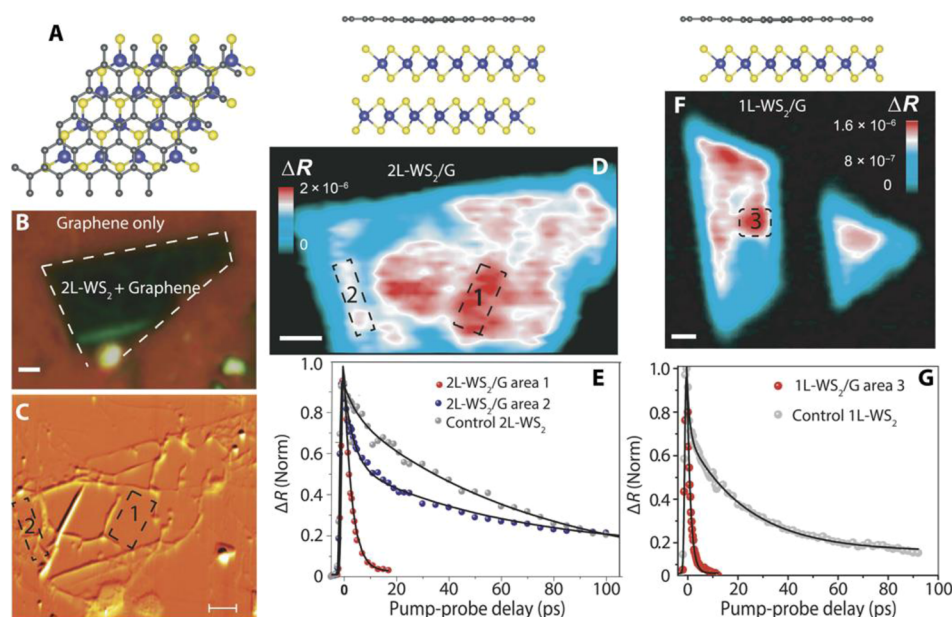 A
B
Graphene only
2L-WS₂ + Graphene
C
1
2
ΔR
2 × 10⁻⁶
0
2L-WS₂/G
D
2
1
E
1.0
0.8
0.6
0.4
0.2
0
0 20 40 60 80 100
ΔR (Norm)
Pump-probe delay (ps)
2L-WS₂/G area 1
2L-WS₂/G area 2
Control 2L-WS₂
F
1L-WS₂/G
ΔR
1.6 × 10⁻⁶
8 × 10⁻⁷
0
3
G
1.0
0.8
0.6
0.4
0.2
0
0 20 40 60 80 100
ΔR (Norm)
Pump-probe delay (ps)
1L-WS₂/G area 3
Control 1L-WS₂